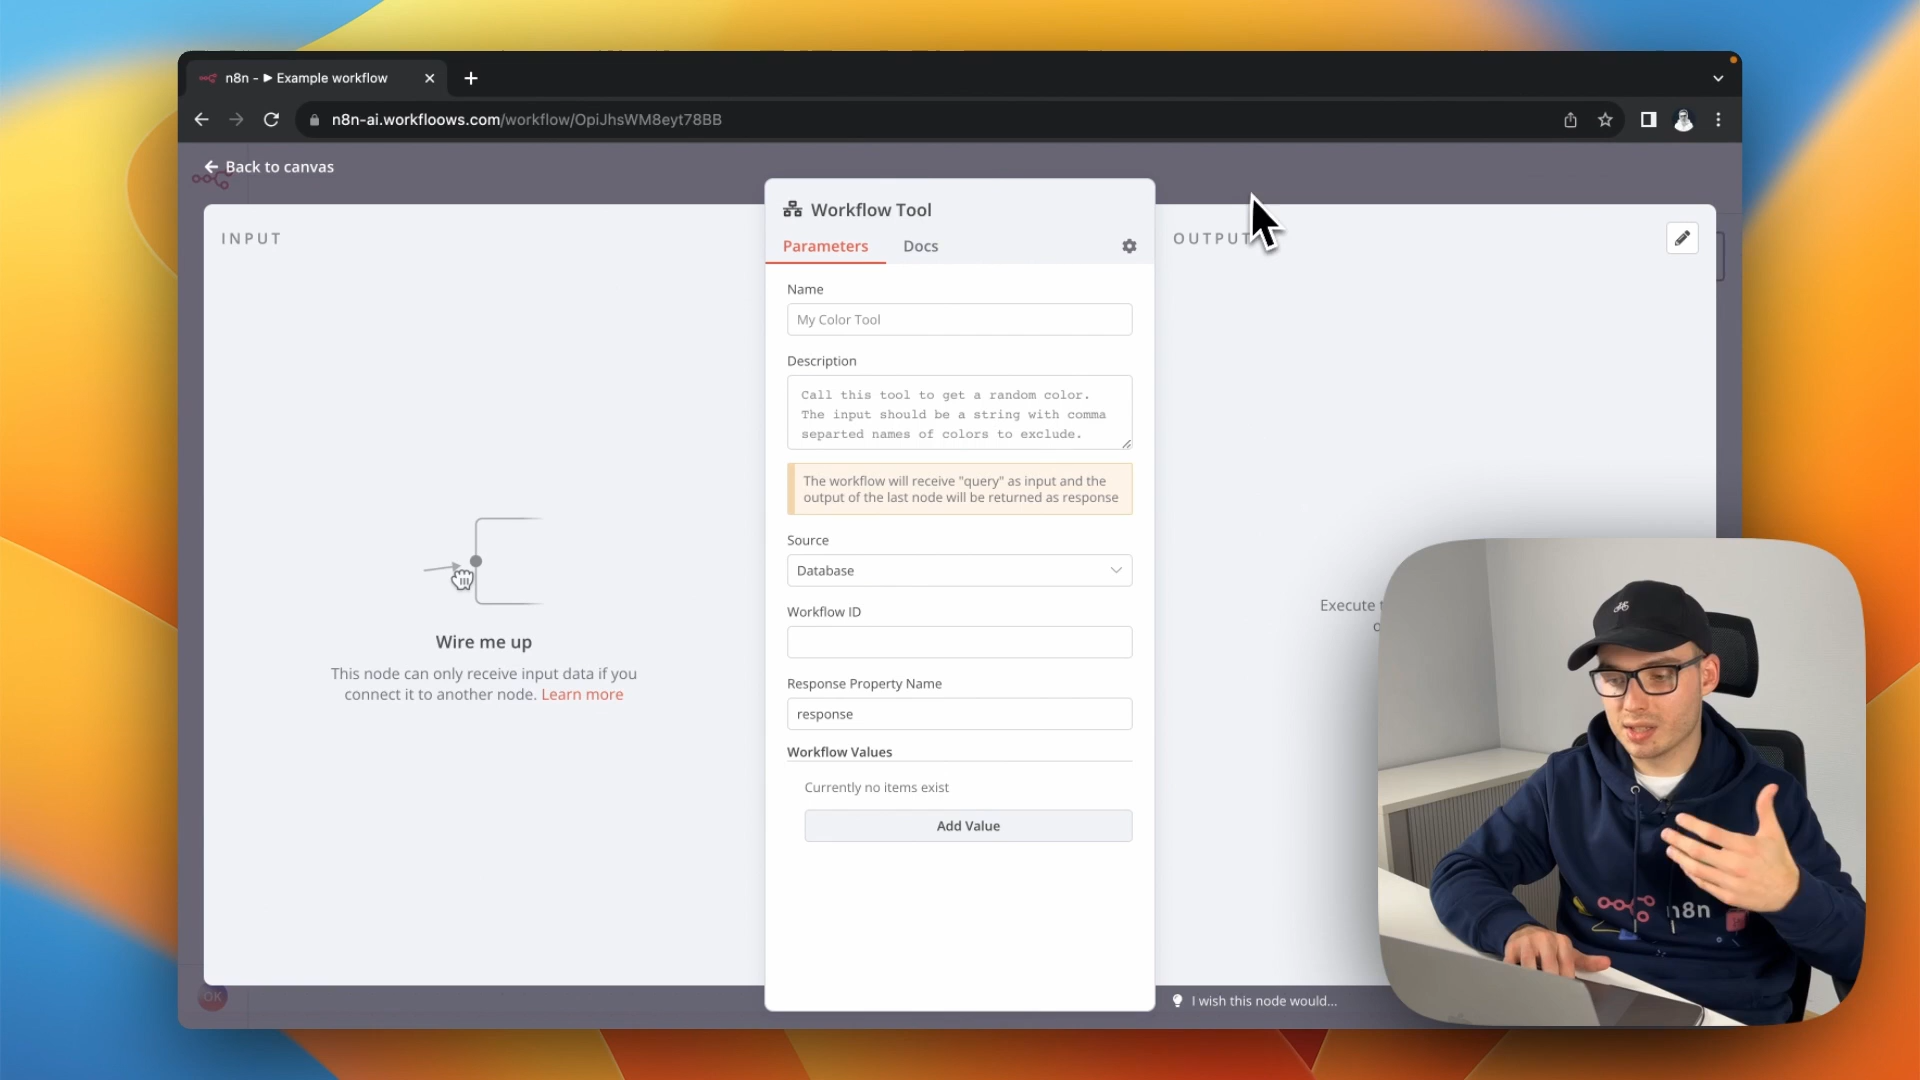 n8n - ▶ Example workflow
n8n-ai.workfloows.com/workflow/OpiJhsWM8eyt78BB
Back to canvas
INPUT
Wire me up
This node can only receive input data if you
connect it to another node. Learn more
Workflow Tool
Parameters
Docs
Name
My Color Tool
Description
Call this tool to get a random color.
The input should be a string with comma
separted names of colors to exclude.
The workflow will receive "query" as input and the
output of the last node will be returned as response
Source
Database
Workflow ID
Response Property Name
response
Workflow Values
Currently no items exist
Add Value
OUTPUT
Execute
I wish this node would...
OK
n8n